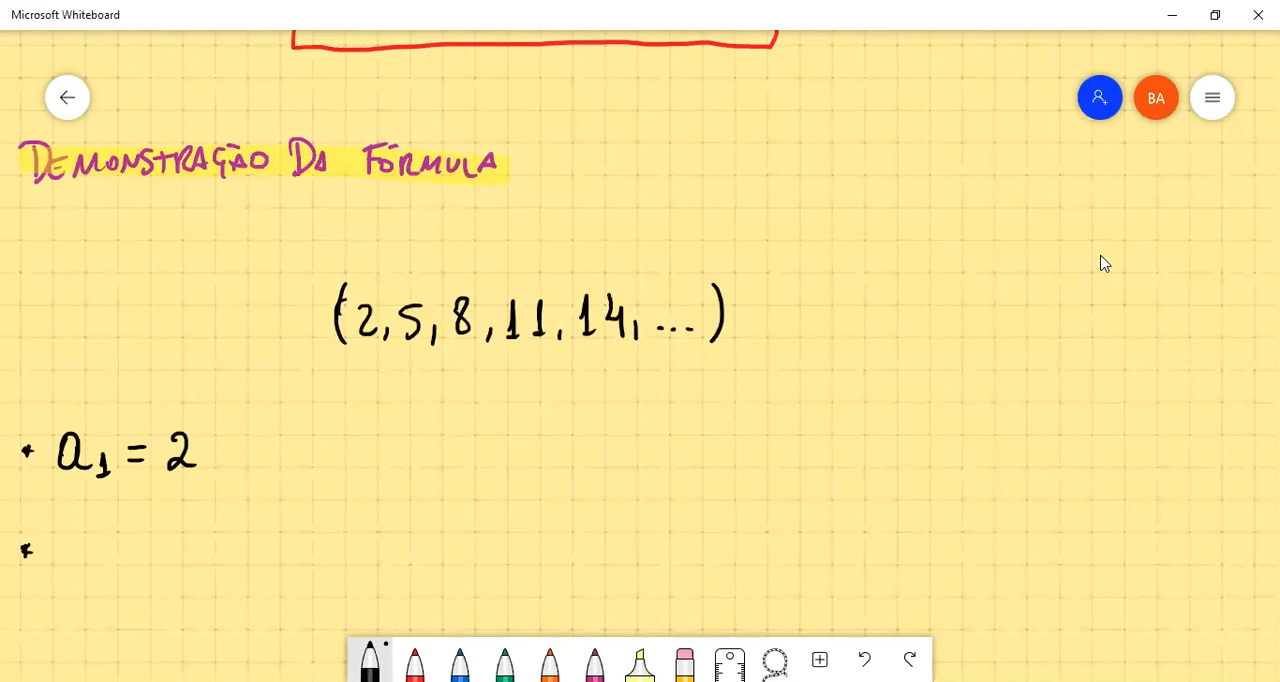 Microsoft Whiteboard
BA
DEMONSTRAÇÃO DA FÓRMULA
(2, 5, 8, 11, 14, ...)
* a₁ = 2
*